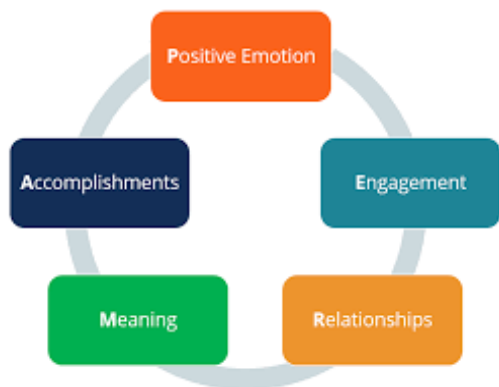 Positive Emotion
Engagement
Relationships
Meaning
Accomplishments